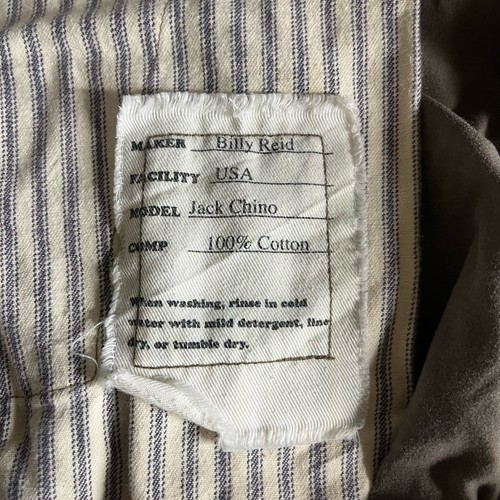 MAKER Billy Reid
FACILITY USA
MODEL Jack Chino
COMP 100% Cotton
When washing, rinse in cold
water with mild detergent, line
dry, or tumble dry.